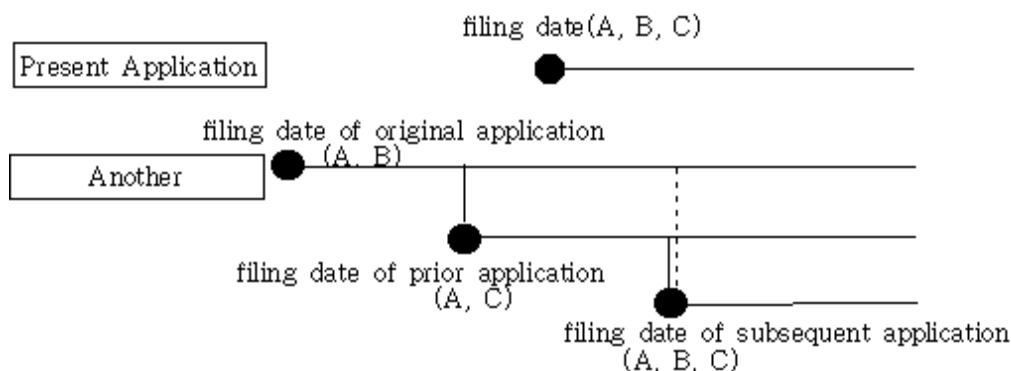 filing date(A, B, C)
Present Application
filing date of original application
(A, B)
Another
filing date of prior application
(A, C)
filing date of subsequent application
(A, B, C)